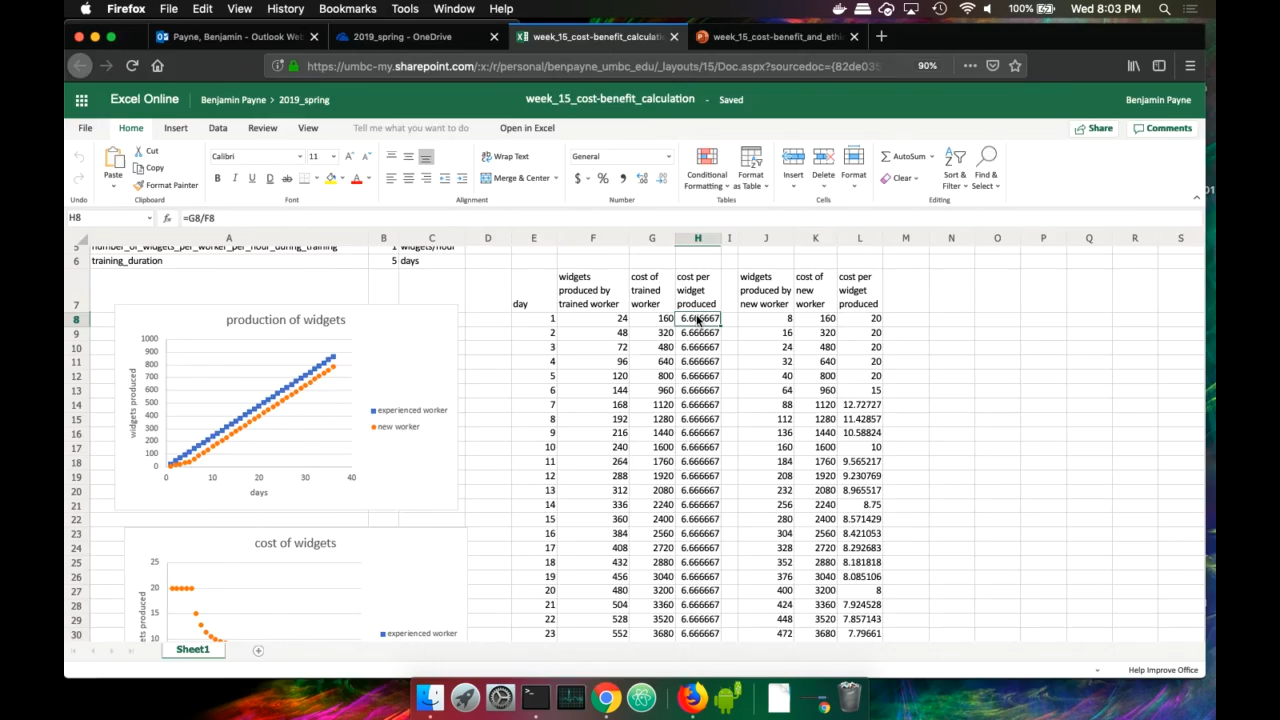 Firefox File Edit View History Bookmarks Tools Window Help 100% Wed 8:03 PM
Payne, Benjamin - Outlook Web
2019_spring - OneDrive
week_15_cost-benefit_calculati
week_15_cost-benefit_and_ethi
https://umbc-my.sharepoint.com/:x:/r/personal/benpayne_umbc_edu/_layouts/15/Doc.aspx?sourcedoc={82de035 90%
Excel Online Benjamin Payne > 2019_spring week_15_cost-benefit_calculation - Saved Benjamin Payne
File Home Insert Data Review View Tell me what you want to do Open in Excel Share Comments
Paste Cut Copy Format Painter
Calibri 11 Wrap Text General
B I U D ab Merge & Center $ % ,
Conditional Formatting Format as Table Insert Delete Format AutoSum Clear Sort & Filter Find & Select
Undo Clipboard Font Alignment Number Tables Cells Editing
H8 fx =G8/F8
A B C D E F G H I J K L M N O P Q R S
5 number_of_widgets_per_worker_per_hour_during_training 1 widgets/hour
6 training_duration 5 days
7 day
widgets produced by trained worker
cost of trained worker
cost per widget produced
widgets produced by new worker
cost of new worker
cost per widget produced
8 1 24 160 6.666667 8 160 20
9 2 48 320 6.666667 16 320 20
10 3 72 480 6.666667 24 480 20
11 4 96 640 6.666667 32 640 20
12 5 120 800 6.666667 40 800 20
13 6 144 960 6.666667 64 960 15
14 7 168 1120 6.666667 88 1120 12.72727
15 8 192 1280 6.666667 112 1280 11.42857
16 9 216 1440 6.666667 136 1440 10.58824
17 10 240 1600 6.666667 160 1600 10
18 11 264 1760 6.666667 184 1760 9.565217
19 12 288 1920 6.666667 208 1920 9.230769
20 13 312 2080 6.666667 232 2080 8.965517
21 14 336 2240 6.666667 256 2240 8.75
22 15 360 2400 6.666667 280 2400 8.571429
23 16 384 2560 6.666667 304 2560 8.421053
24 17 408 2720 6.666667 328 2720 8.292683
25 18 432 2880 6.666667 352 2880 8.181818
26 19 456 3040 6.666667 376 3040 8.085106
27 20 480 3200 6.666667 400 3200 8
28 21 504 3360 6.666667 424 3360 7.924528
29 22 528 3520 6.666667 448 3520 7.857143
30 23 552 3680 6.666667 472 3680 7.79661
production of widgets
widgets produced
1000
900
800
700
600
500
400
300
200
100
0
0 10 20 30 40
days
experienced worker
new worker
cost of widgets
25
20
15
10
experienced worker
Sheet1
Help Improve Office